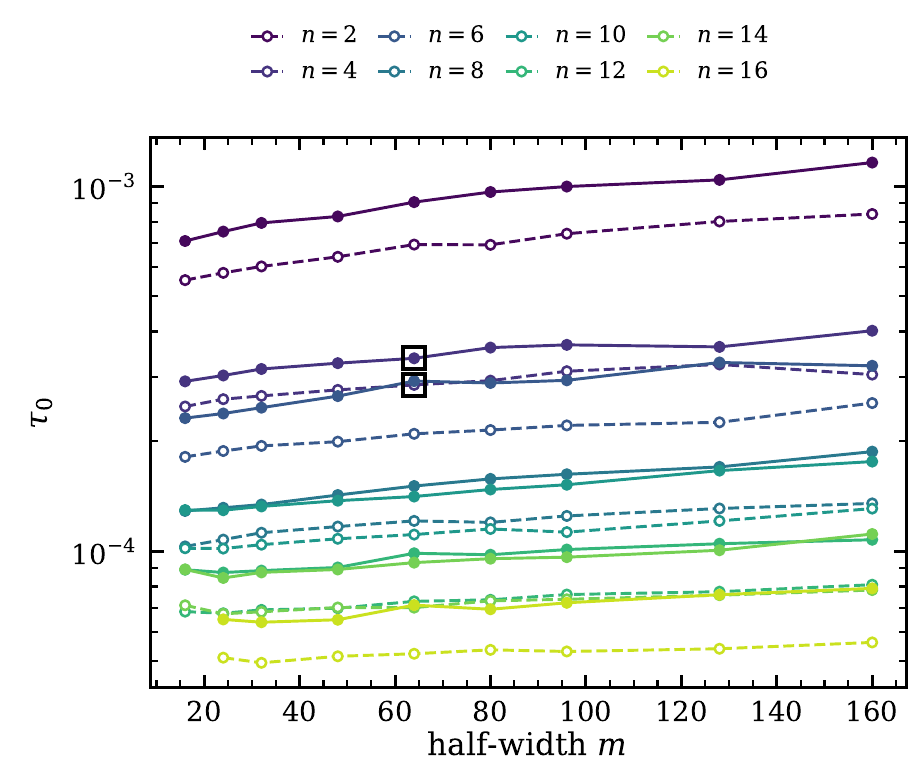 n = 2 n = 6 n = 10 n = 14
n = 4 n = 8 n = 12 n = 16
10⁻³
τ₀
10⁻⁴
20 40 60 80 100 120 140 160
half-width m